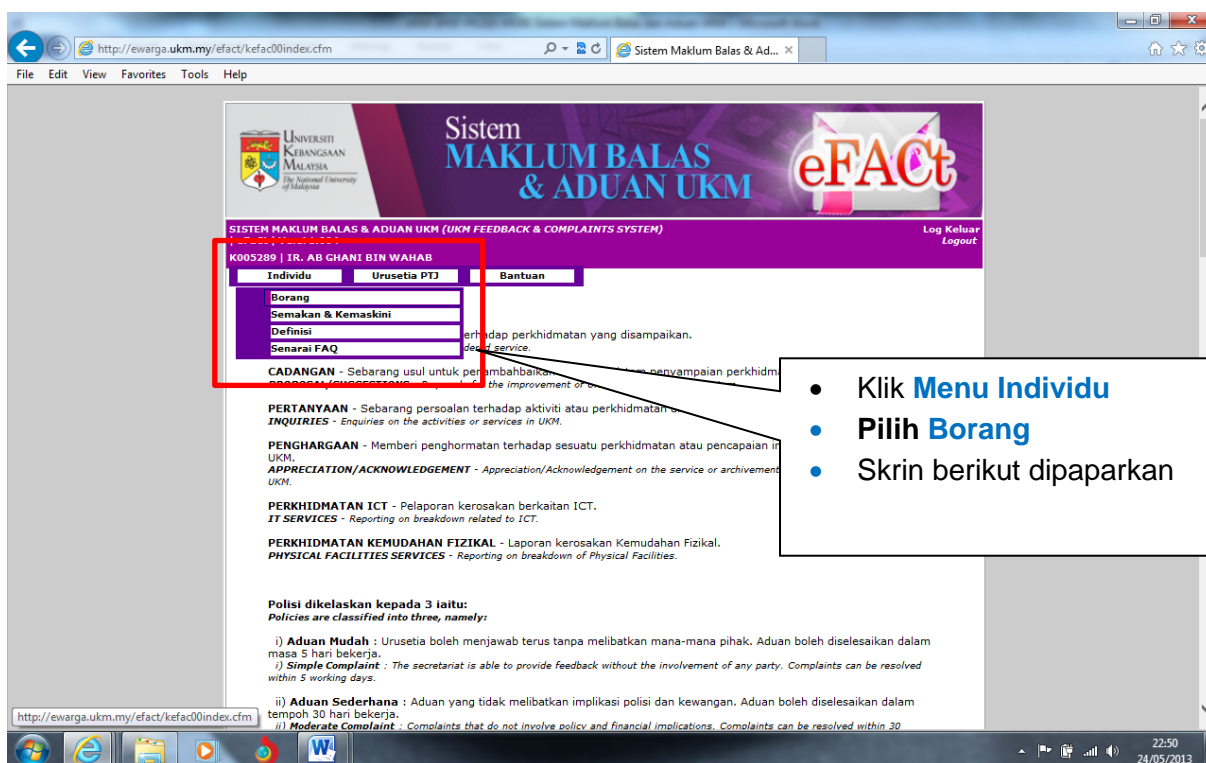 http://ewarga.ukm.my/efact/kefac00index.cfm
Sistem Maklum Balas & Ad...
File Edit View Favorites Tools Help
UNIVERSITI
KEBANGSAAN
MALAYSIA
The National University
of Malaysia
Sistem
MAKLUM BALAS
& ADUAN UKM
eFACt
SISTEM MAKLUM BALAS & ADUAN UKM (UKM FEEDBACK & COMPLAINTS SYSTEM)
Log Keluar
Logout
K005289 | IR. AB GHANI BIN WAHAB
Individu Urusetia PTJ Bantuan
Borang
Semakan & Kemaskini
Definisi
Senarai FAQ
erhadap perkhidmatan yang disampaikan.
service.
CADANGAN - Sebarang usul untuk penambahbaikan penyampaian perkhidma
the improvement of
PERTANYAAN - Sebarang persoalan terhadap aktiviti atau perkhidmatan
INQUIRIES - Enquiries on the activities or services in UKM.
PENGHARGAAN - Memberi penghormatan terhadap sesuatu perkhidmatan atau pencapaian in
UKM.
APPRECIATION/ACKNOWLEDGEMENT - Appreciation/Acknowledgement on the service or archivement
UKM.
PERKHIDMATAN ICT - Pelaporan kerosakan berkaitan ICT.
IT SERVICES - Reporting on breakdown related to ICT.
PERKHIDMATAN KEMUDAHAN FIZIKAL - Laporan kerosakan Kemudahan Fizikal.
PHYSICAL FACILITIES SERVICES - Reporting on breakdown of Physical Facilities.
• Klik Menu Individu
• Pilih Borang
• Skrin berikut dipaparkan
Polisi dikelaskan kepada 3 iaitu:
Policies are classified into three, namely:
i) Aduan Mudah : Urusetia boleh menjawab terus tanpa melibatkan mana-mana pihak. Aduan boleh diselesaikan dalam
masa 5 hari bekerja.
i) Simple Complaint : The secretariat is able to provide feedback without the involvement of any party. Complaints can be resolved
within 5 working days.
ii) Aduan Sederhana : Aduan yang tidak melibatkan implikasi polisi dan kewangan. Aduan boleh diselesaikan dalam
tempoh 30 hari bekerja.
ii) Moderate Complaint : Complaints that do not involve policy and financial implications. Complaints can be resolved within 30
http://ewarga.ukm.my/efact/kefac00index.cfm
22:50
24/05/2013